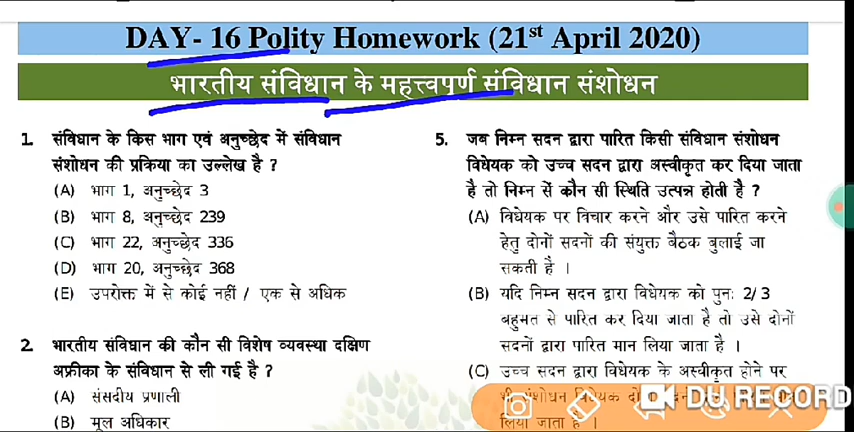 DAY- 16 Polity Homework (21st April 2020)
भारतीय संविधान के महत्त्वपूर्ण संविधान संशोधन
1. संविधान के किस भाग एवं अनुच्छेद में संविधान
संशोधन की प्रक्रिया का उल्लेख है ?
(A) भाग 1, अनुच्छेद 3
(B) भाग 8, अनुच्छेद 239
(C) भाग 22, अनुच्छेद 336
(D) भाग 20, अनुच्छेद 368
(E) उपरोक्त में से कोई नहीं / एक से अधिक
2. भारतीय संविधान की कौन सी विशेष व्यवस्था दक्षिण
अफ्रीका के संविधान से ली गई है ?
(A) संसदीय प्रणाली
(B) मूल अधिकार
5. जब निम्न सदन द्वारा पारित किसी संविधान संशोधन
विधेयक को उच्च सदन द्वारा अस्वीकृत कर दिया जाता
है तो निम्न सें कौन सी स्थिति उत्पन्न होती है ?
(A) विधेयक पर विचार करने और उसे पारित करने
हेतु दोनों सदनों की संयुक्त बैठक बुलाई जा
सकती है ।
(B) यदि निम्न सदन द्वारा विधेयक को पुनः 2/3
बहुमत से पारित कर दिया जाता है तो उसे दोनों
सदनों द्वारा पारित मान लिया जाता है ।
(C) उच्च सदन द्वारा विधेयक के अस्वीकृत होने पर
भी संशोधन विधेयक
लिया जाता है ।
DU RECORD